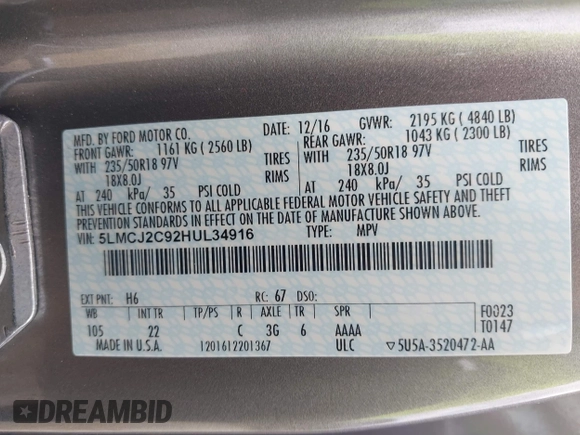 MFD. BY FORD MOTOR CO. DATE: 12/16 GVWR: 2195 KG ( 4840 LB)
FRONT GAWR: 1161 KG ( 2560 LB) REAR GAWR: 1043 KG ( 2300 LB)
WITH 235/50R18 97V TIRES WITH 235/50R18 97V TIRES
18X8.0J RIMS 18X8.0J RIMS
AT 240 kPa/ 35 PSI COLD AT 240 kPa/ 35 PSI COLD
THIS VEHICLE CONFORMS TO ALL APPLICABLE FEDERAL MOTOR VEHICLE SAFETY AND THEFT
PREVENTION STANDARDS IN EFFECT ON THE DATE OF MANUFACTURE SHOWN ABOVE.
VIN: 5LMCJ2C92HUL34916 TYPE: MPV
EXT PNT: H6 RC: 67 DSO:
WB INT TR TP/PS R AXLE TR SPR F0023
105 22 C 3G 6 AAAA T0147
MADE IN U.S.A. 1201612201367 ULC ▽5U5A-3520472-AA
DREAMBID